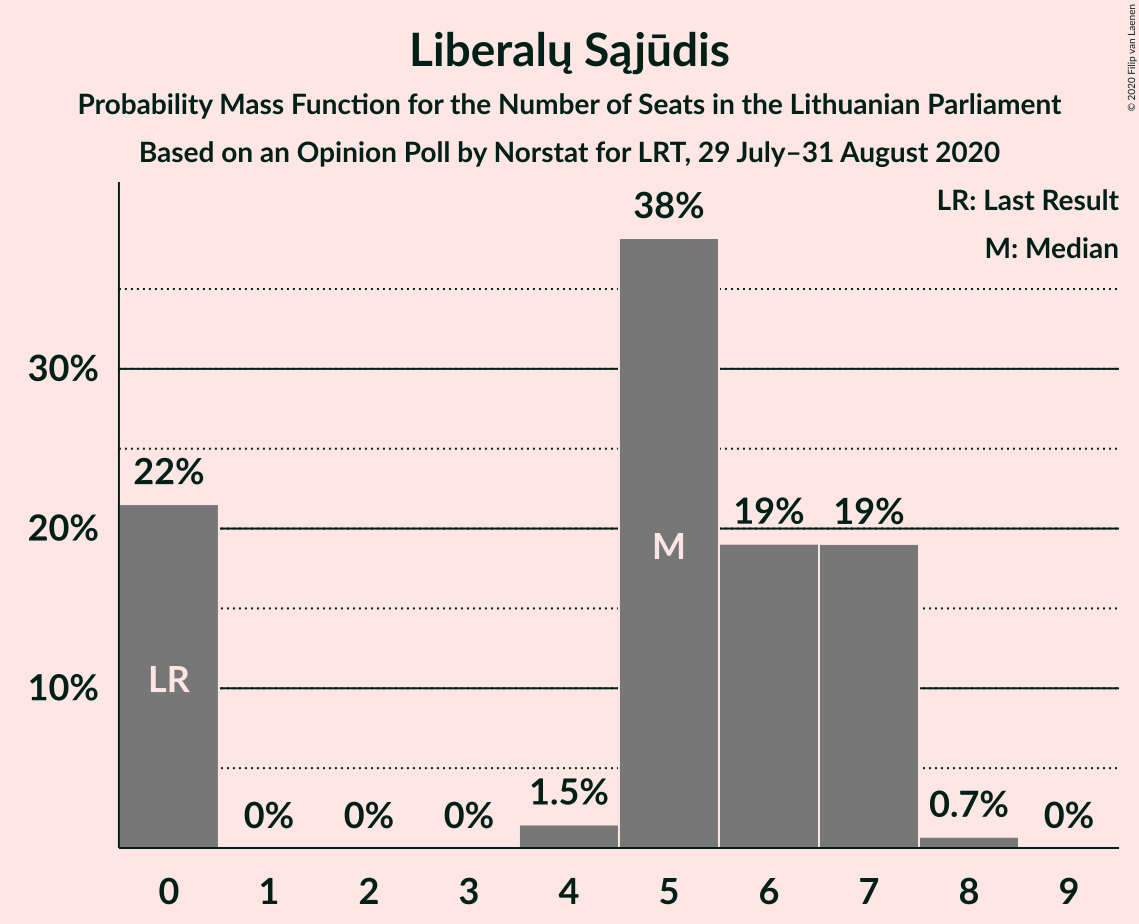 Liberalų Sąjūdis
Probability Mass Function for the Number of Seats in the Lithuanian Parliament
Based on an Opinion Poll by Norstat for LRT, 29 July–31 August 2020
© 2020 Filip van Laenen
LR: Last Result
M: Median
38%
30%
22%
20%
19%
19%
M
LR
10%
1.5%
0.7%
0%
0%
0%
0%
0
1
2
3
4
5
6
7
8
9